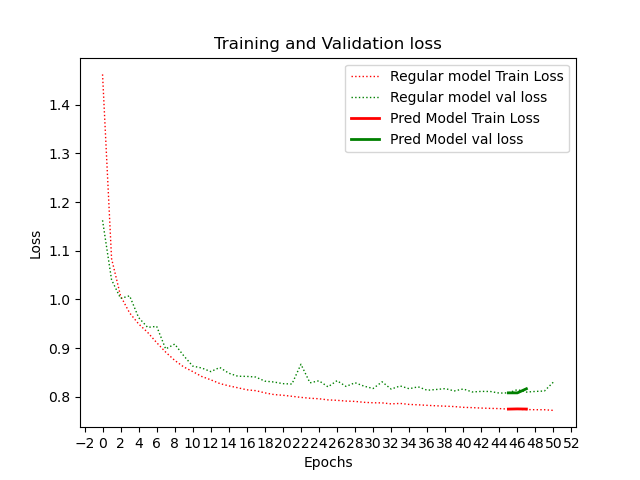 Training and Validation loss
Regular model Train Loss
Regular model val loss
Pred Model Train Loss
Pred Model val loss
1.4
1.3
1.2
1.1
1.0
0.9
0.8
Loss
−2 0 2 4 6 8 10 12 14 16 18 20 22 24 26 28 30 32 34 36 38 40 42 44 46 48 50 52
Epochs